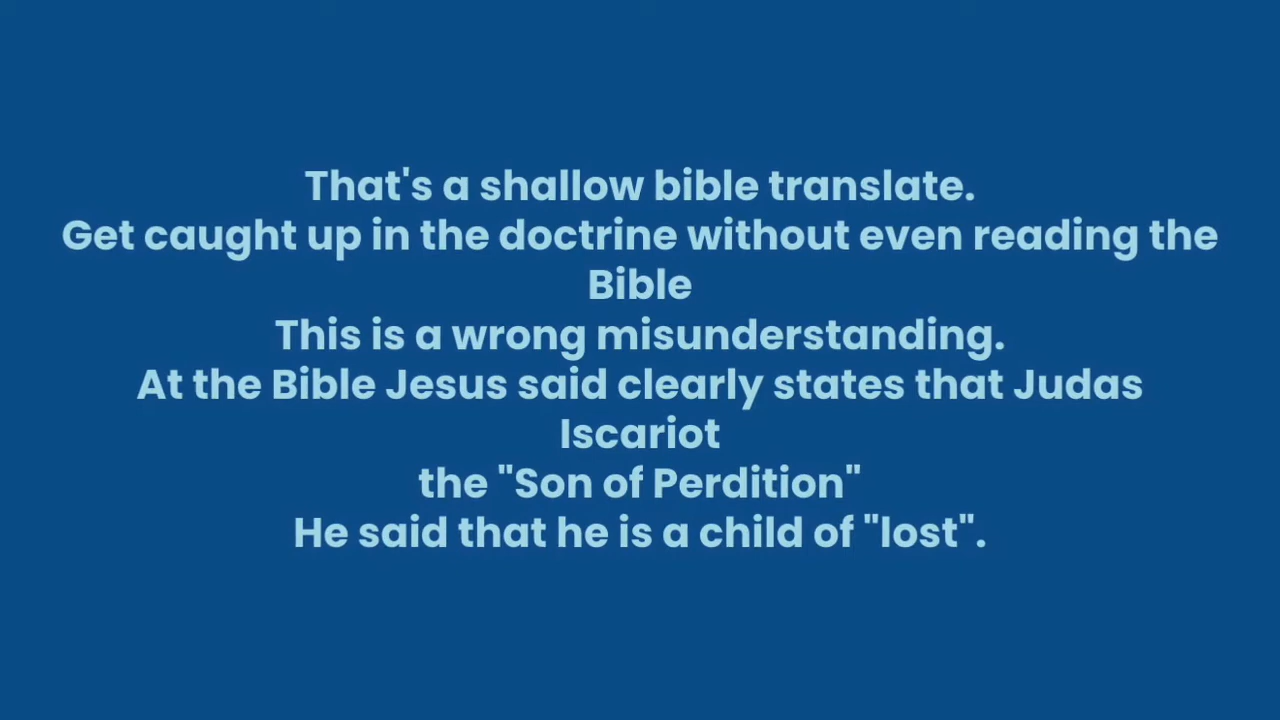 That's a shallow bible translate.
Get caught up in the doctrine without even reading the
Bible
This is a wrong misunderstanding.
At the Bible Jesus said clearly states that Judas
Iscariot
the "Son of Perdition"
He said that he is a child of "lost".